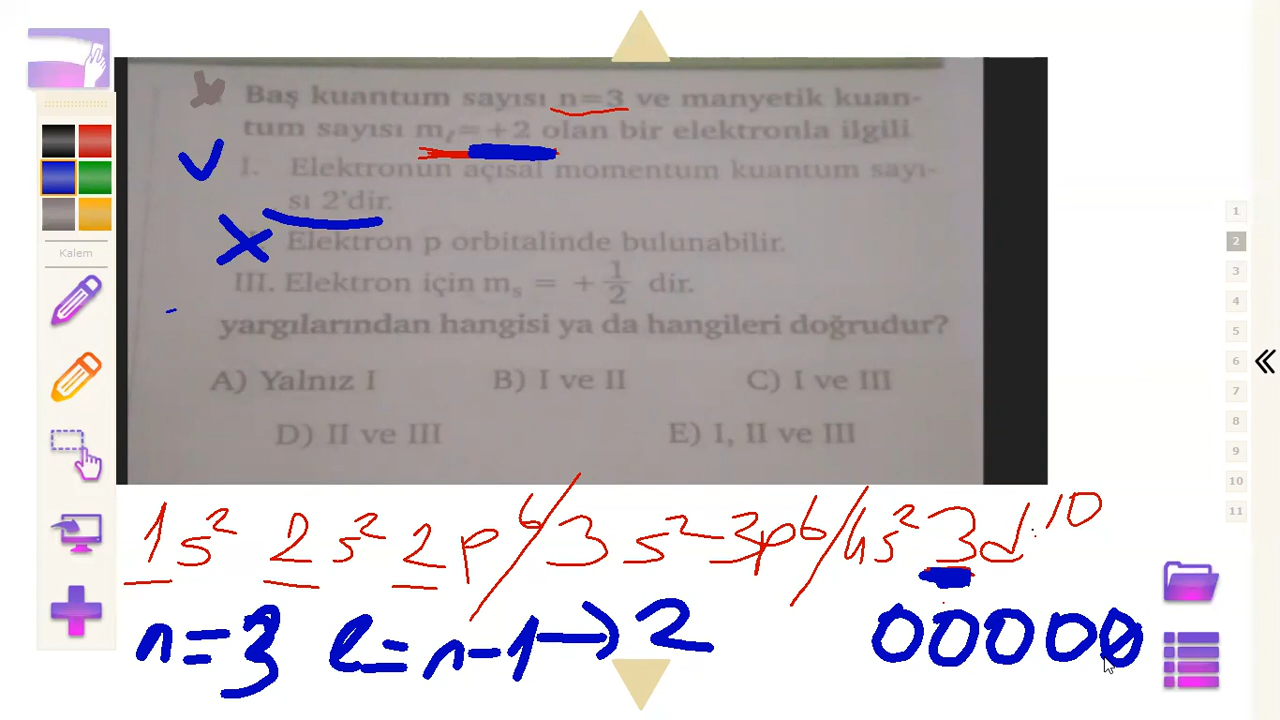 Baş kuantum sayısı n=3 ve manyetik kuan-
tum sayısı mℓ=+2 olan bir elektronla ilgili
I. Elektronun açısal momentum kuantum sayı-
sı 2'dir.
Elektron p orbitalinde bulunabilir.
III. Elektron için ms = + 1/2 dir.
yargılarından hangisi ya da hangileri doğrudur?
A) Yalnız I B) I ve II C) I ve III
D) II ve III E) I, II ve III
1s² 2s² 2p⁶/3s² 3p⁶/4s² 3d¹⁰
n=3 l=n-1→2 00000
Kalem
1
2
3
4
5
6
7
8
9
10
11